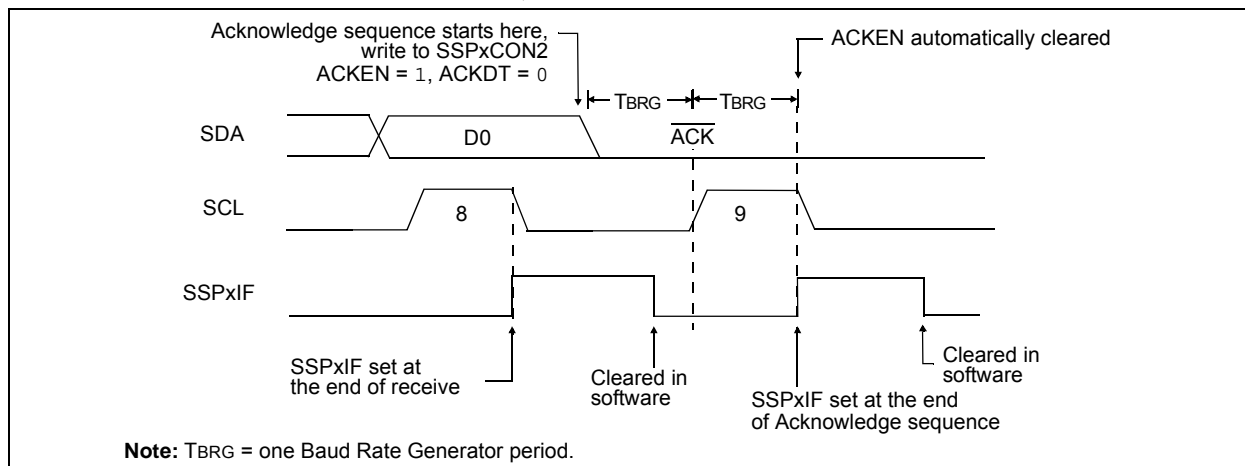 Acknowledge sequence starts here,
write to SSPxCON2
ACKEN = 1, ACKDT = 0
ACKEN automatically cleared
TBRG
TBRG
SDA
D0
ACK
SCL
8
9
SSPxIF
SSPxIF set at
the end of receive
Cleared in
software
SSPxIF set at the end
of Acknowledge sequence
Cleared in
software
Note: TBRG = one Baud Rate Generator period.